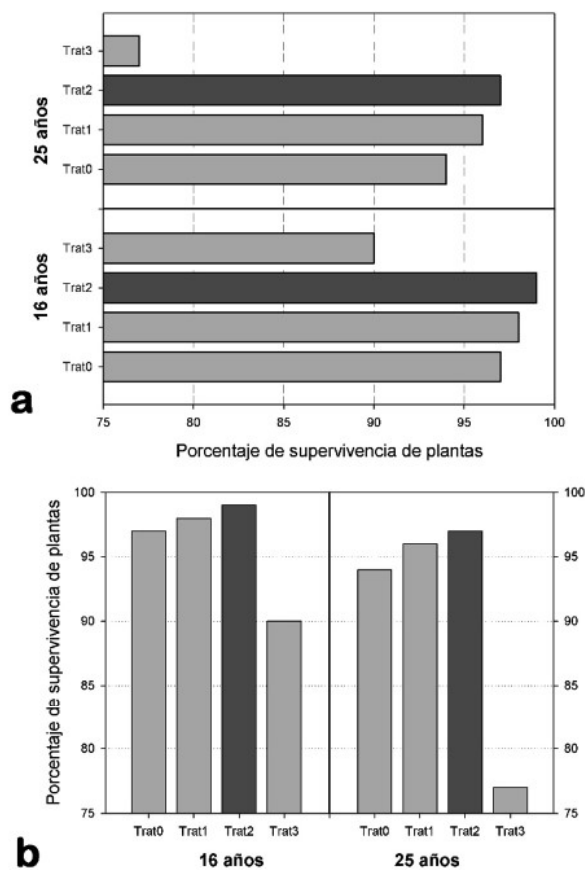 25 años
Trat3
Trat2
Trat1
Trat0
16 años
Trat3
Trat2
Trat1
Trat0
75 80 85 90 95 100
Porcentaje de supervivencia de plantas
a
Porcentaje de supervivencia de plantas
100 100
95 95
90 90
85 85
80 80
75 75
Trat0 Trat1 Trat2 Trat3 Trat0 Trat1 Trat2 Trat3
16 años 25 años
b